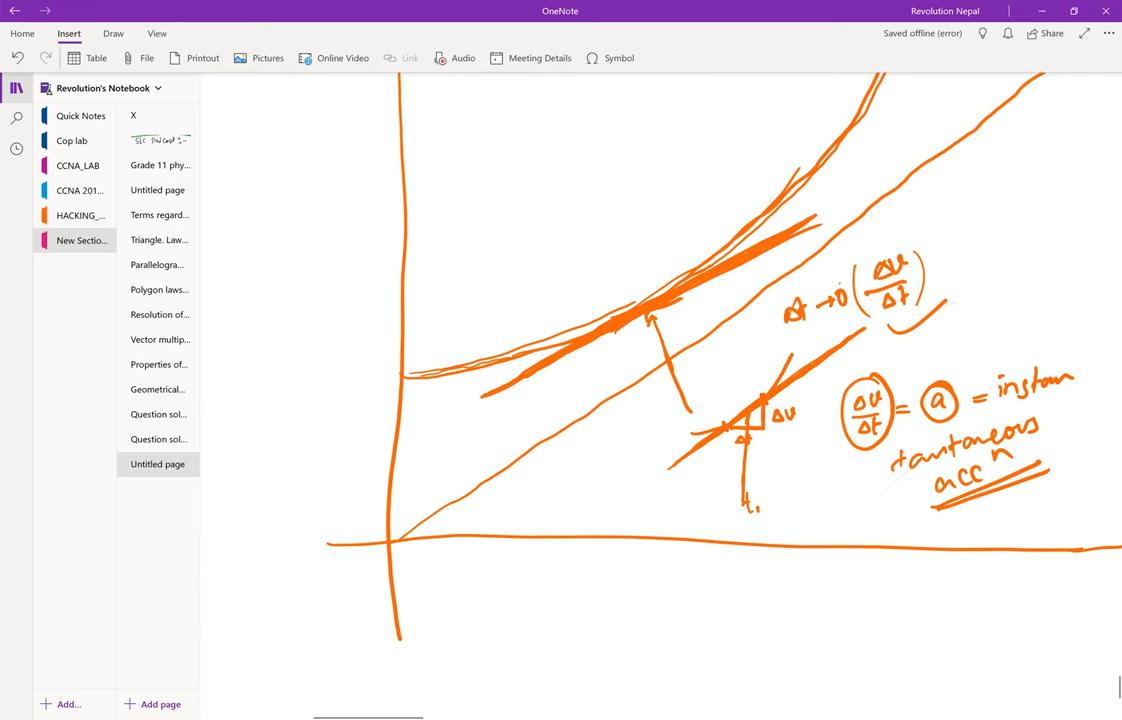 OneNote
Revolution Nepal
Home
Insert
Draw
View
Saved offline (error)
Share
Table
File
Printout
Pictures
Online Video
Link
Audio
Meeting Details
Symbol
Revolution's Notebook
Quick Notes
Cop lab
CCNA_LAB
CCNA 201...
HACKING_...
New Sectio...
X
Grade 11 phy...
Untitled page
Terms regard...
Triangle. Law...
Parallelogra...
Polygon laws...
Resolution of...
Vector multip...
Properties of...
Geometrical...
Question sol...
Question sol...
Untitled page
Add...
Add page
Δt → 0 (Δv/Δt)
Δv/Δt = a = instan
tantaneous
acc n
Δv
Δt
t₁